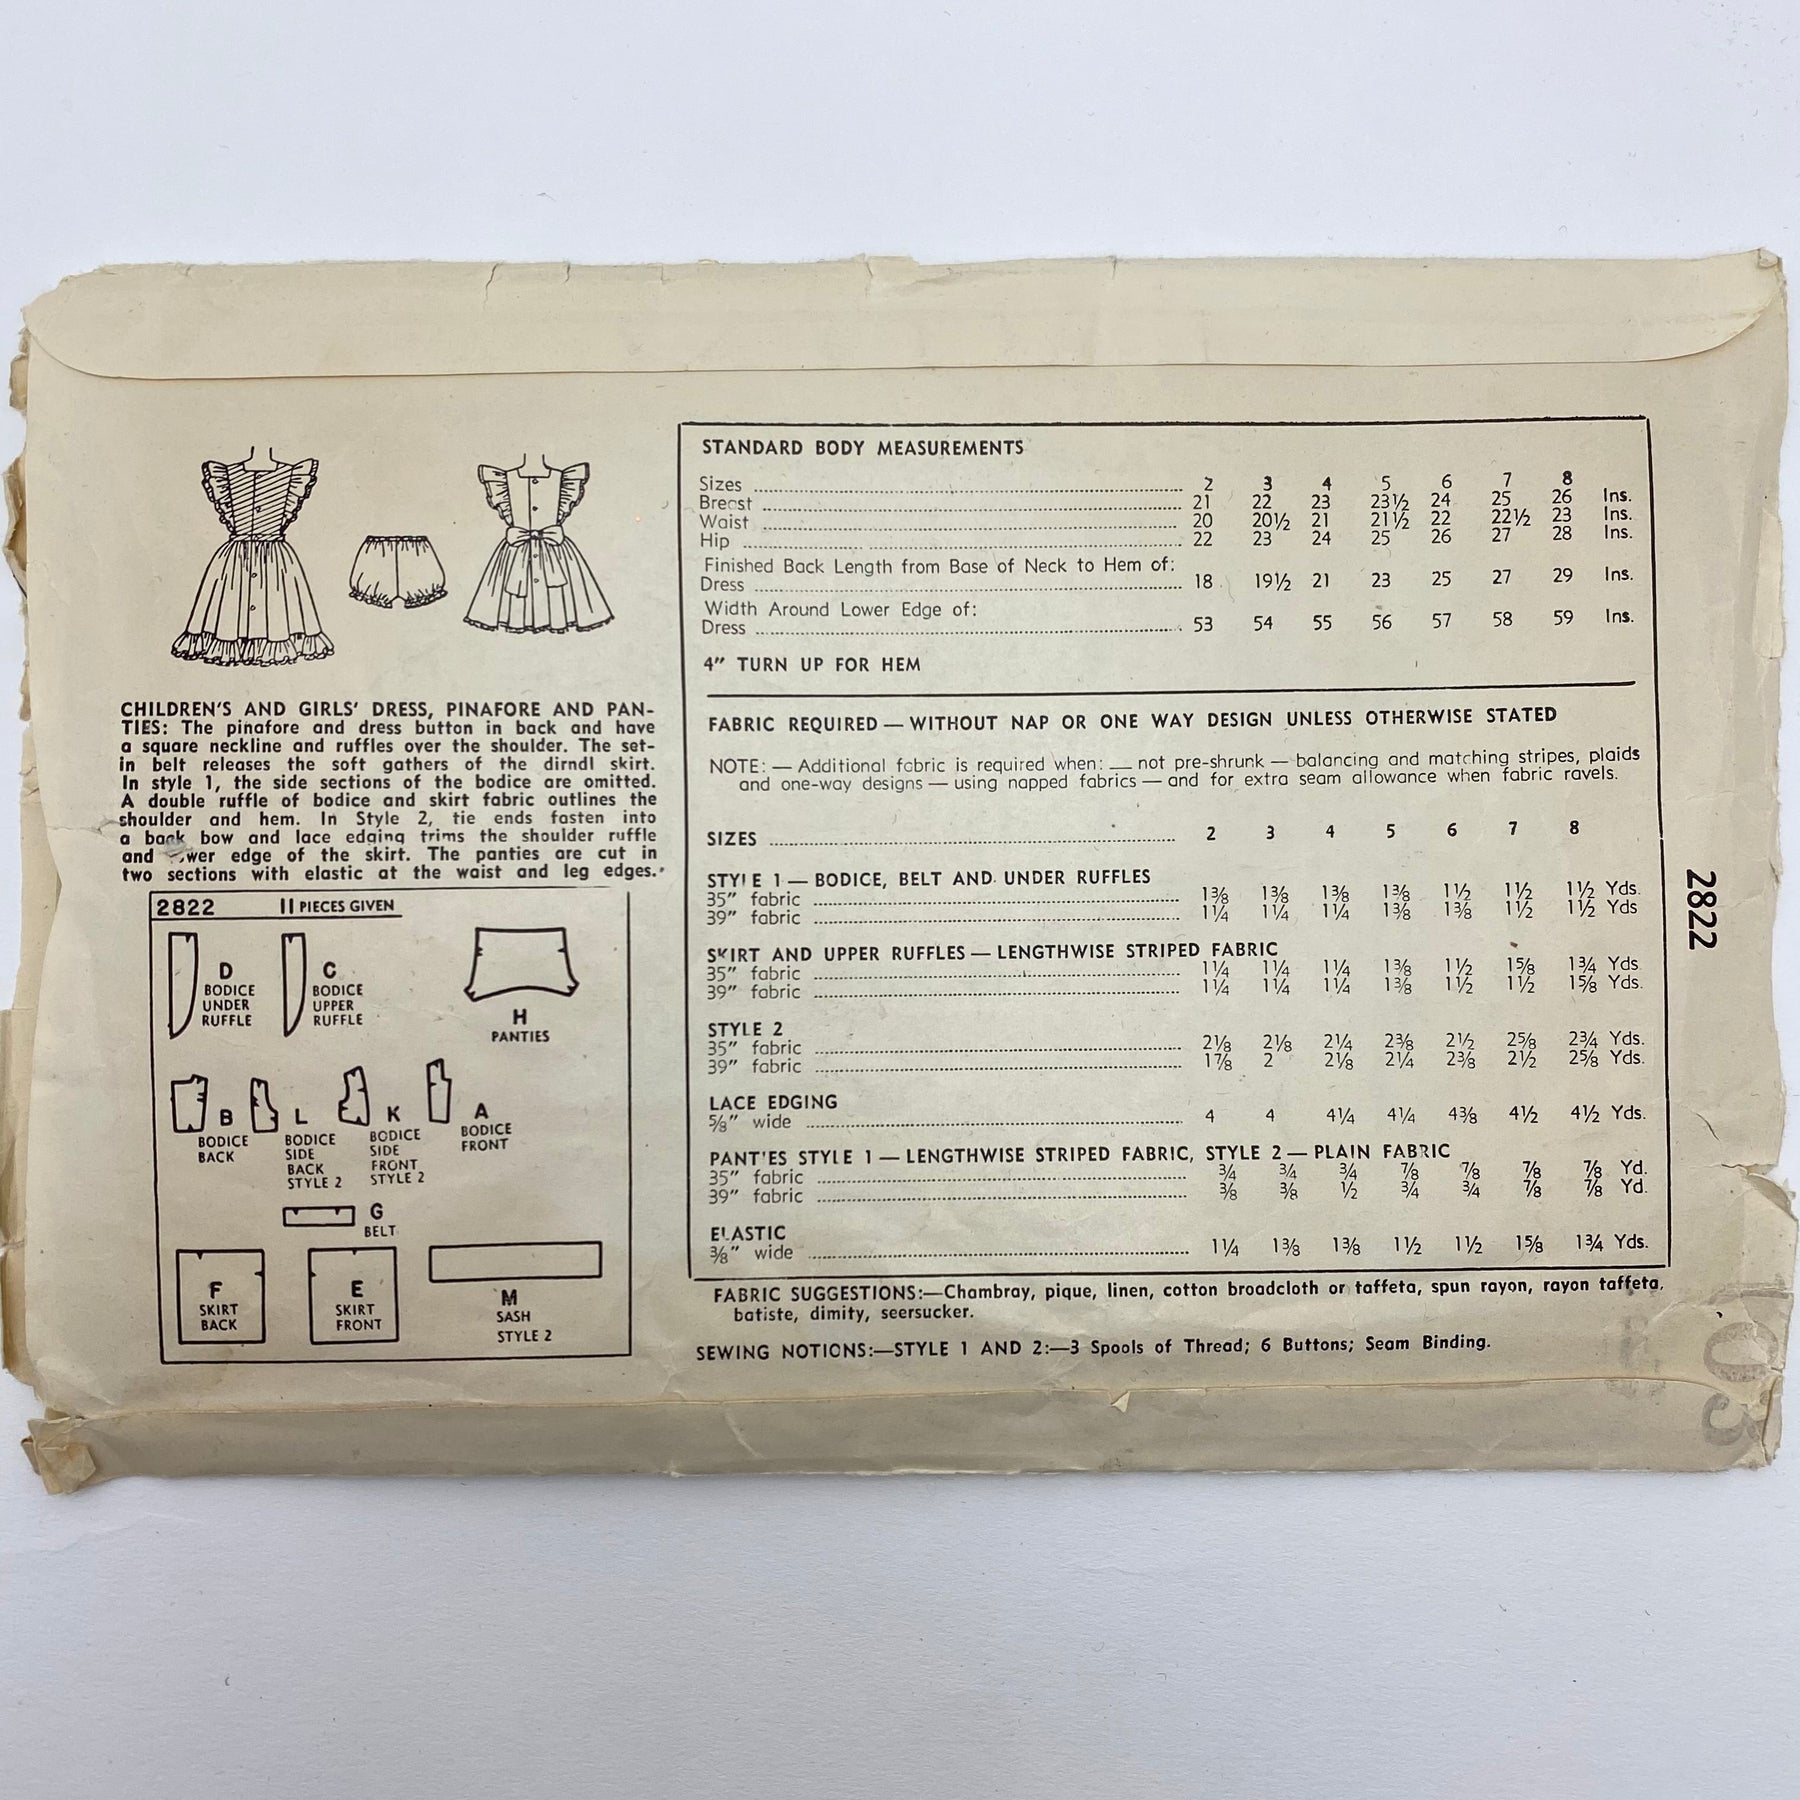 CHILDREN'S AND GIRLS' DRESS, PINAFORE AND PAN-
TIES: The pinafore and dress button in back and have
a square neckline and ruffles over the shoulder. The set-
in belt releases the soft gathers of the dirndl skirt.
In style 1, the side sections of the bodice are omitted.
A double ruffle of bodice and skirt fabric outlines the
shoulder and hem. In Style 2, tie ends fasten into
a back bow and lace edging trims the shoulder ruffle
and wer edge of the skirt. The panties are cut in
two sections with elastic at the waist and leg edges.
2822 11 PIECES GIVEN
D
BODICE
UNDER
RUFFLE
C
BODICE
UPPER
RUFFLE
H
PANTIES
B
BODICE
BACK
L
BODICE
SIDE
BACK
STYLE 2
K
BODICE
SIDE
FRONT
STYLE 2
A
BODICE
FRONT
G
BELT
F
SKIRT
BACK
E
SKIRT
FRONT
M
SASH
STYLE 2
STANDARD BODY MEASUREMENTS
Sizes 2 3 4 5 6 7 8
Breast 21 22 23 23½ 24 25 26 Ins.
Waist 20 20½ 21 21½ 22 22½ 23 Ins.
Hip 22 23 24 25 26 27 28 Ins.
Finished Back Length from Base of Neck to Hem of:
Dress 18 19½ 21 23 25 27 29 Ins.
Width Around Lower Edge of:
Dress 53 54 55 56 57 58 59 Ins.
4" TURN UP FOR HEM
FABRIC REQUIRED — WITHOUT NAP OR ONE WAY DESIGN UNLESS OTHERWISE STATED
NOTE: — Additional fabric is required when: — not pre-shrunk — balancing and matching stripes, plaids
and one-way designs — using napped fabrics — and for extra seam allowance when fabric ravels.
SIZES 2 3 4 5 6 7 8
STYLE 1 — BODICE, BELT AND UNDER RUFFLES
35" fabric 1⅜ 1⅜ 1⅜ 1⅜ 1½ 1½ 1½ Yds.
39" fabric 1¼ 1¼ 1¼ 1⅜ 1⅜ 1½ 1½ Yds
SKIRT AND UPPER RUFFLES — LENGTHWISE STRIPED FABRIC
35" fabric 1¼ 1¼ 1¼ 1⅜ 1½ 1⅝ 1¾ Yds.
39" fabric 1¼ 1¼ 1¼ 1⅜ 1½ 1½ 1⅝ Yds.
STYLE 2
35" fabric 2⅛ 2⅛ 2¼ 2⅜ 2½ 2⅝ 2¾ Yds.
39" fabric 1⅞ 2 2⅛ 2¼ 2⅜ 2½ 2⅝ Yds.
LACE EDGING
⅝" wide 4 4 4¼ 4¼ 4⅜ 4½ 4½ Yds.
PANTIES STYLE 1 — LENGTHWISE STRIPED FABRIC, STYLE 2 — PLAIN FABRIC
35" fabric ¾ ¾ ¾ ⅞ ⅞ ⅞ ⅞ Yd.
39" fabric ⅜ ⅜ ½ ¾ ¾ ⅞ ⅞ Yd.
ELASTIC
⅜" wide 1¼ 1⅜ 1⅜ 1½ 1½ 1⅝ 1¾ Yds.
FABRIC SUGGESTIONS:—Chambray, pique, linen, cotton broadcloth or taffeta, spun rayon, rayon taffeta,
batiste, dimity, seersucker.
SEWING NOTIONS:—STYLE 1 AND 2:—3 Spools of Thread; 6 Buttons; Seam Binding.
2822